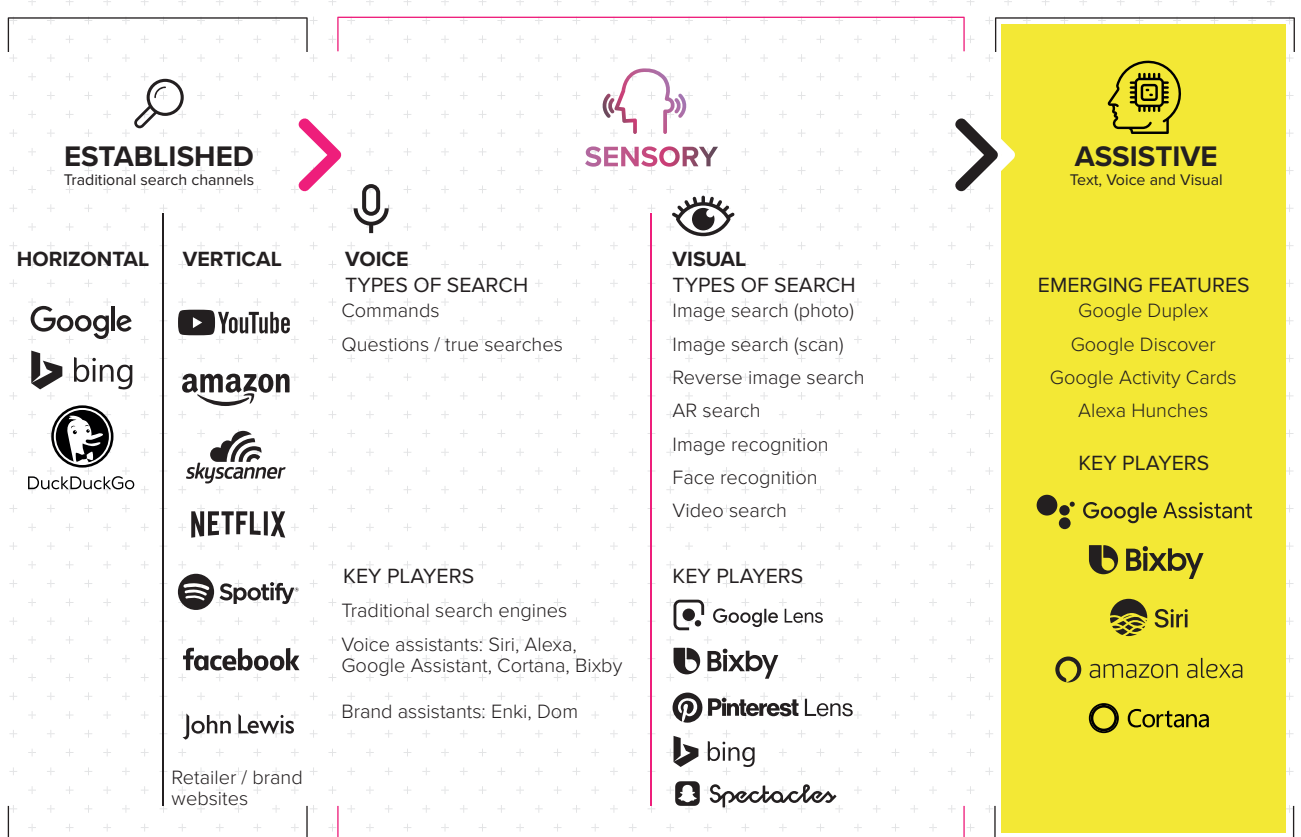 ESTABLISHED
Traditional search channels
HORIZONTAL
Google
bing
DuckDuckGo
VERTICAL
YouTube
amazon
skyscanner
NETFLIX
Spotify
facebook
John Lewis
Retailer / brand
websites
SENSORY
VOICE
TYPES OF SEARCH
Commands
Questions / true searches
KEY PLAYERS
Traditional search engines
Voice assistants: Siri, Alexa,
Google Assistant, Cortana, Bixby
Brand assistants: Enki, Dom
VISUAL
TYPES OF SEARCH
Image search (photo)
Image search (scan)
Reverse image search
AR search
Image recognition
Face recognition
Video search
KEY PLAYERS
Google Lens
Bixby
Pinterest Lens
bing
Spectacles
ASSISTIVE
Text, Voice and Visual
EMERGING FEATURES
Google Duplex
Google Discover
Google Activity Cards
Alexa Hunches
KEY PLAYERS
Google Assistant
Bixby
Siri
amazon alexa
Cortana